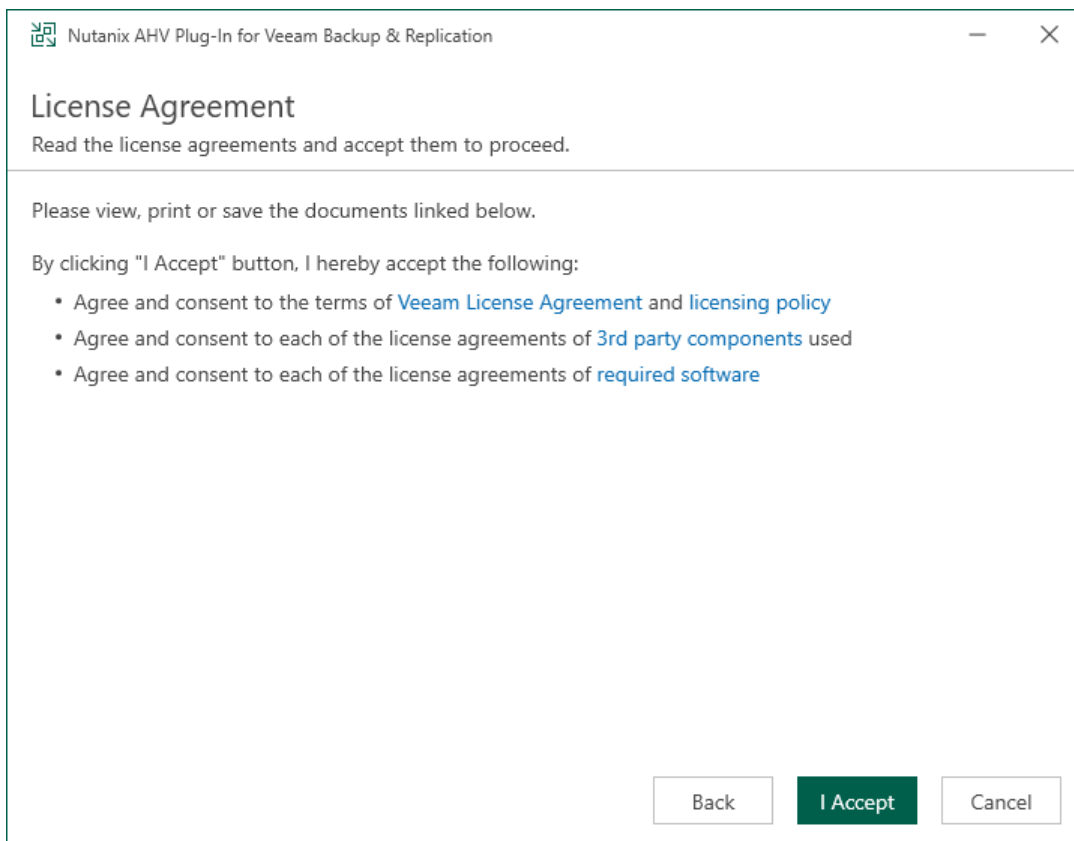 Nutanix AHV Plug-In for Veeam Backup & Replication
License Agreement
Read the license agreements and accept them to proceed.
Please view, print or save the documents linked below.
By clicking "I Accept" button, I hereby accept the following:
• Agree and consent to the terms of Veeam License Agreement and licensing policy
• Agree and consent to each of the license agreements of 3rd party components used
• Agree and consent to each of the license agreements of required software
Back I Accept Cancel